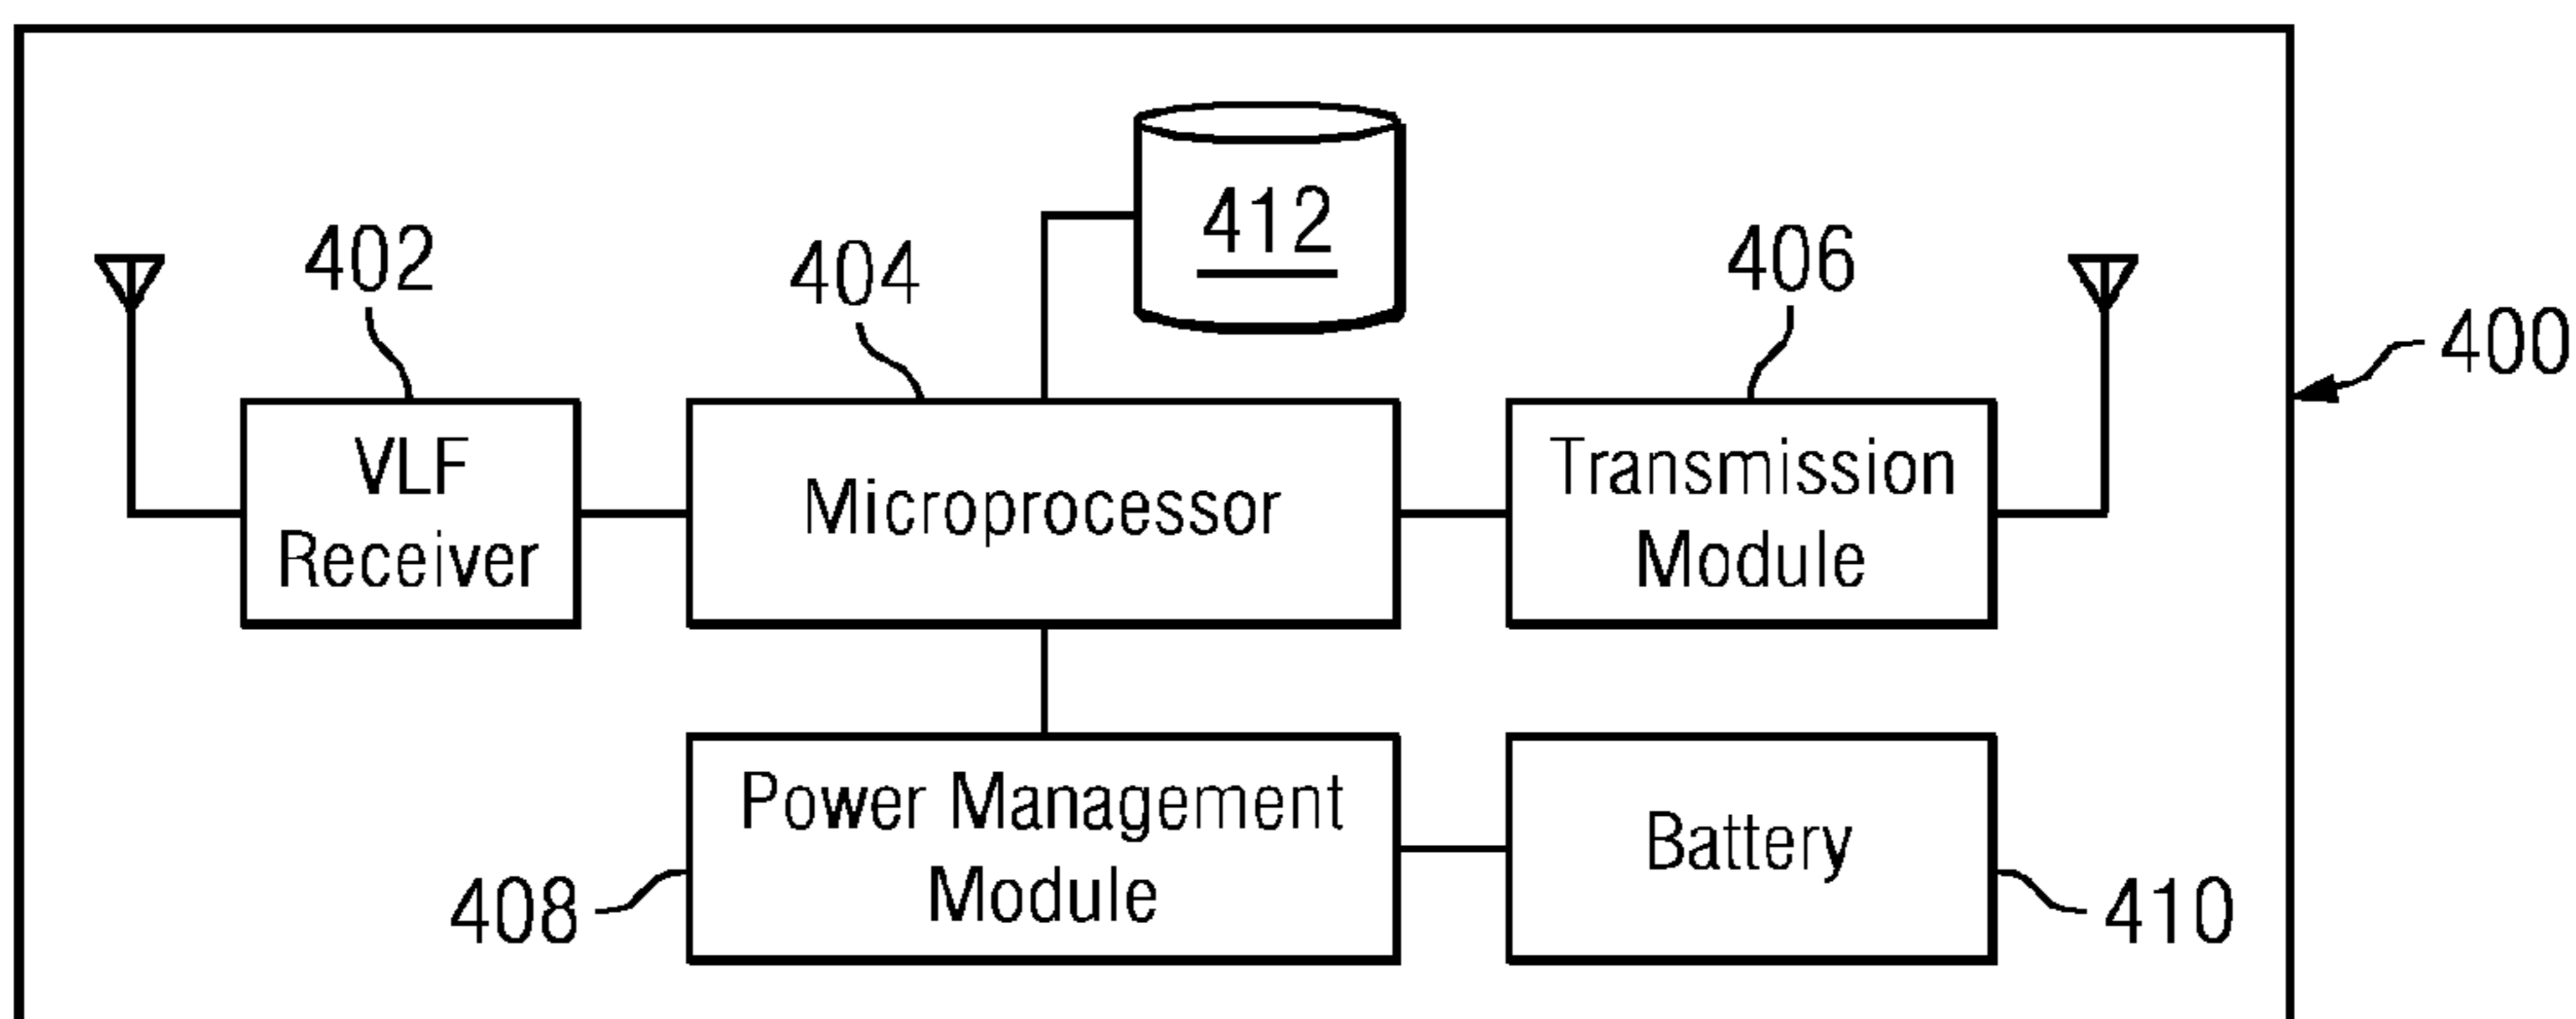 412
402
404
406
400
VLF
Receiver
Microprocessor
Transmission
Module
Power Management
Module
Battery
408
410